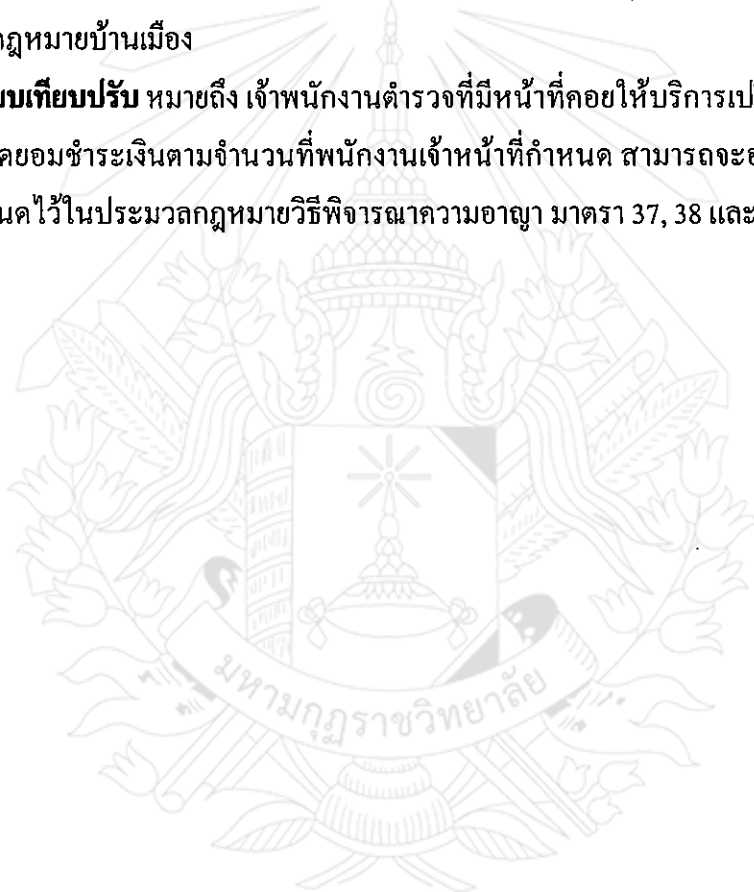 กฎหมายบ้านเมือง
บบเทียบปรับ หมายถึง เจ้าพนักงานตำรวจที่มีหน้าที่คอยให้บริการเป
ดยอมชำระเงินตามจำนวนที่พนักงานเจ้าหน้าที่กำหนด สามารถจะอ
นดไว้ในประมวลกฎหมายวิธีพิจารณาความอาญา มาตรา 37, 38 และ
มหามกุฏราชวิทยาลัย